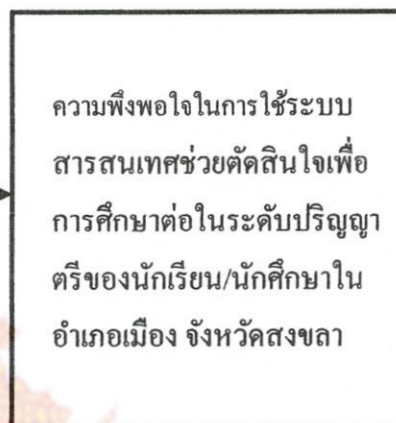 ความพึงพอใจในการใช้ระบบ
สารสนเทศช่วยตัดสินใจเพื่อ
การศึกษาต่อในระดับปริญญา
ตรีของนักเรียน/นักศึกษาใน
อำเภอเมือง จังหวัดสงขลา